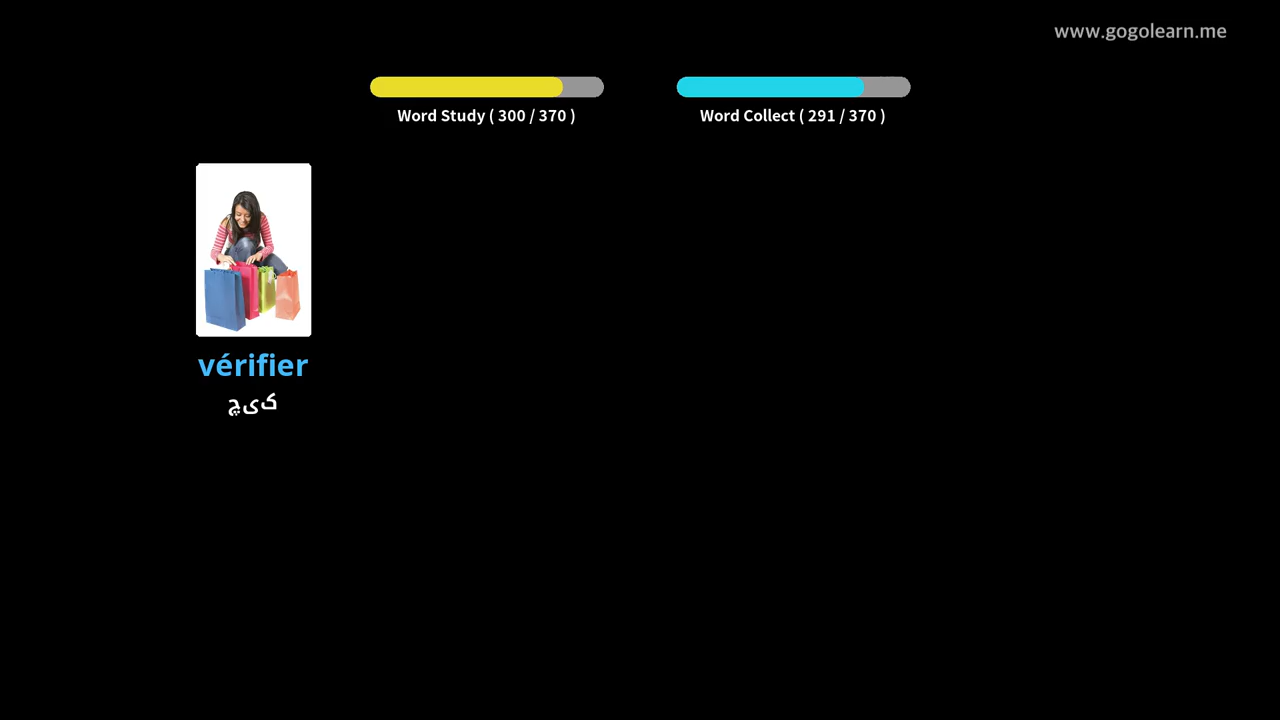 www.gogolearn.me
Word Study ( 300 / 370 )
Word Collect ( 291 / 370 )
vérifier
کیچ